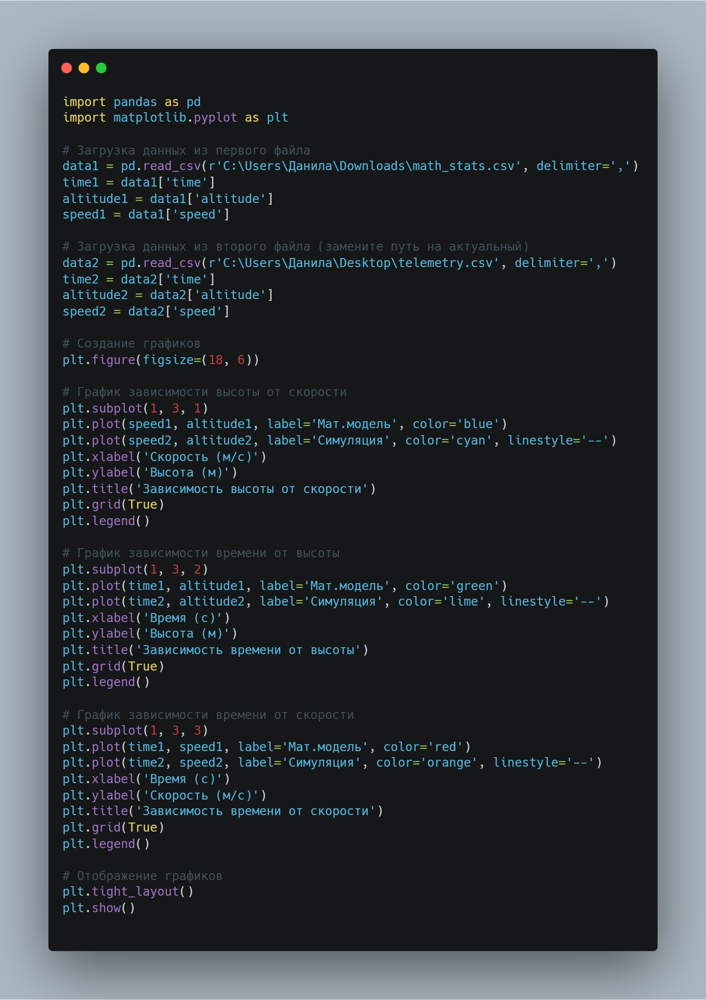 import pandas as pd
import matplotlib.pyplot as plt
# Загрузка данных из первого файла
data1 = pd.read_csv(r'C:\Users\Данила\Downloads\math_stats.csv', delimiter=',')
time1 = data1['time']
altitude1 = data1['altitude']
speed1 = data1['speed']
# Загрузка данных из второго файла (замените путь на актуальный)
data2 = pd.read_csv(r'C:\Users\Данила\Desktop\telemetry.csv', delimiter=',')
time2 = data2['time']
altitude2 = data2['altitude']
speed2 = data2['speed']
# Создание графиков
plt.figure(figsize=(18, 6))
# График зависимости высоты от скорости
plt.subplot(1, 3, 1)
plt.plot(speed1, altitude1, label='Мат.модель', color='blue')
plt.plot(speed2, altitude2, label='Симуляция', color='cyan', linestyle='--')
plt.xlabel('Скорость (м/с)')
plt.ylabel('Высота (м)')
plt.title('Зависимость высоты от скорости')
plt.grid(True)
plt.legend()
# График зависимости времени от высоты
plt.subplot(1, 3, 2)
plt.plot(time1, altitude1, label='Мат.модель', color='green')
plt.plot(time2, altitude2, label='Симуляция', color='lime', linestyle='--')
plt.xlabel('Время (с)')
plt.ylabel('Высота (м)')
plt.title('Зависимость времени от высоты')
plt.grid(True)
plt.legend()
# График зависимости времени от скорости
plt.subplot(1, 3, 3)
plt.plot(time1, speed1, label='Мат.модель', color='red')
plt.plot(time2, speed2, label='Симуляция', color='orange', linestyle='--')
plt.xlabel('Время (с)')
plt.ylabel('Скорость (м/с)')
plt.title('Зависимость времени от скорости')
plt.grid(True)
plt.legend()
# Отображение графиков
plt.tight_layout()
plt.show()